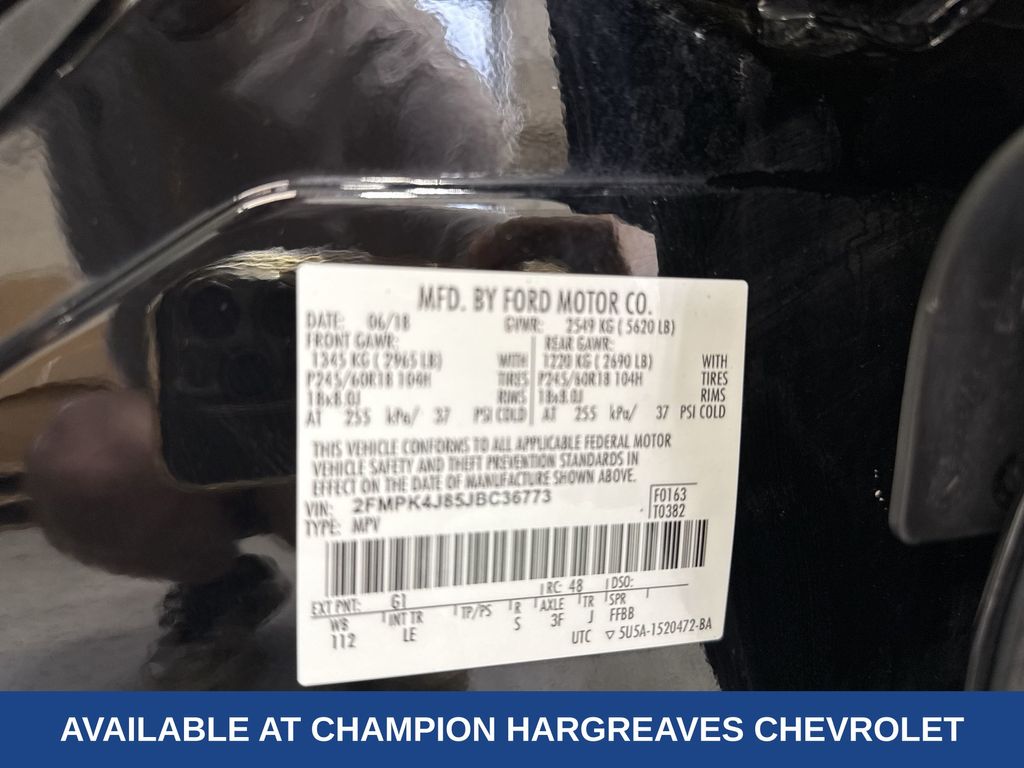 MFD. BY FORD MOTOR CO.
DATE: 06/18 GVWR: 2549 KG ( 5620 LB)
FRONT GAWR: REAR GAWR:
1345 KG ( 2965 LB) WITH 1220 KG ( 2690 LB) WITH
P245/60R18 104H TIRES P245/60R18 104H TIRES
18x8.0J RIMS 18x8.0J RIMS
AT 255 kPa/ 37 PSI COLD AT 255 kPa/ 37 PSI COLD
THIS VEHICLE CONFORMS TO ALL APPLICABLE FEDERAL MOTOR
VEHICLE SAFETY AND THEFT PREVENTION STANDARDS IN
EFFECT ON THE DATE OF MANUFACTURE SHOWN ABOVE.
VIN: 2FMPK4J85JBC36773 F0163
TYPE: MPV T0382
EXT PNT: G1 RC: 48 DSO:
WB INT TR TP/PS R AXLE TR SPR
112 LE S 3F J FFBB
UTC ▽ 5U5A-1520472-BA
AVAILABLE AT CHAMPION HARGREAVES CHEVROLET